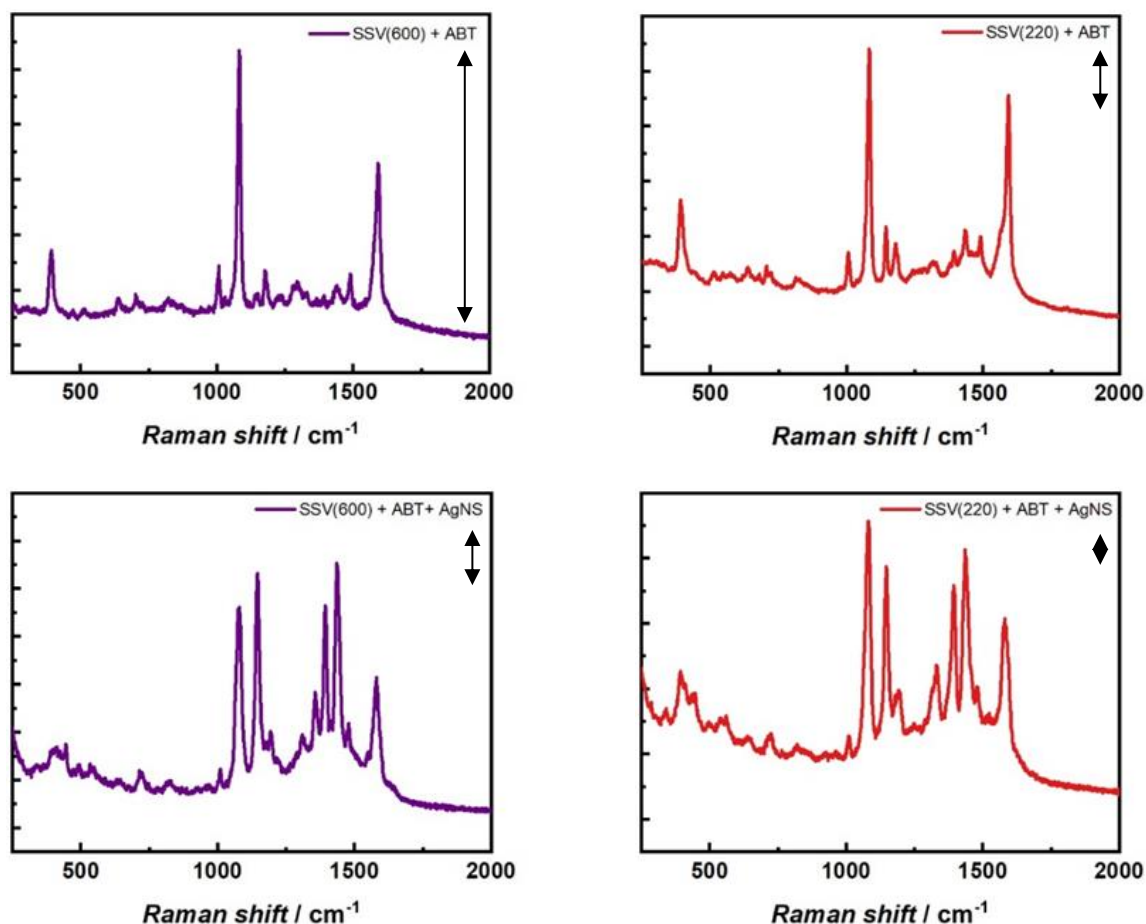 SSV(600) + ABT
500 1000 1500 2000
Raman shift / cm⁻¹
SSV(220) + ABT
500 1000 1500 2000
Raman shift / cm⁻¹
SSV(600) + ABT+ AgNS
500 1000 1500 2000
Raman shift / cm⁻¹
SSV(220) + ABT + AgNS
500 1000 1500 2000
Raman shift / cm⁻¹